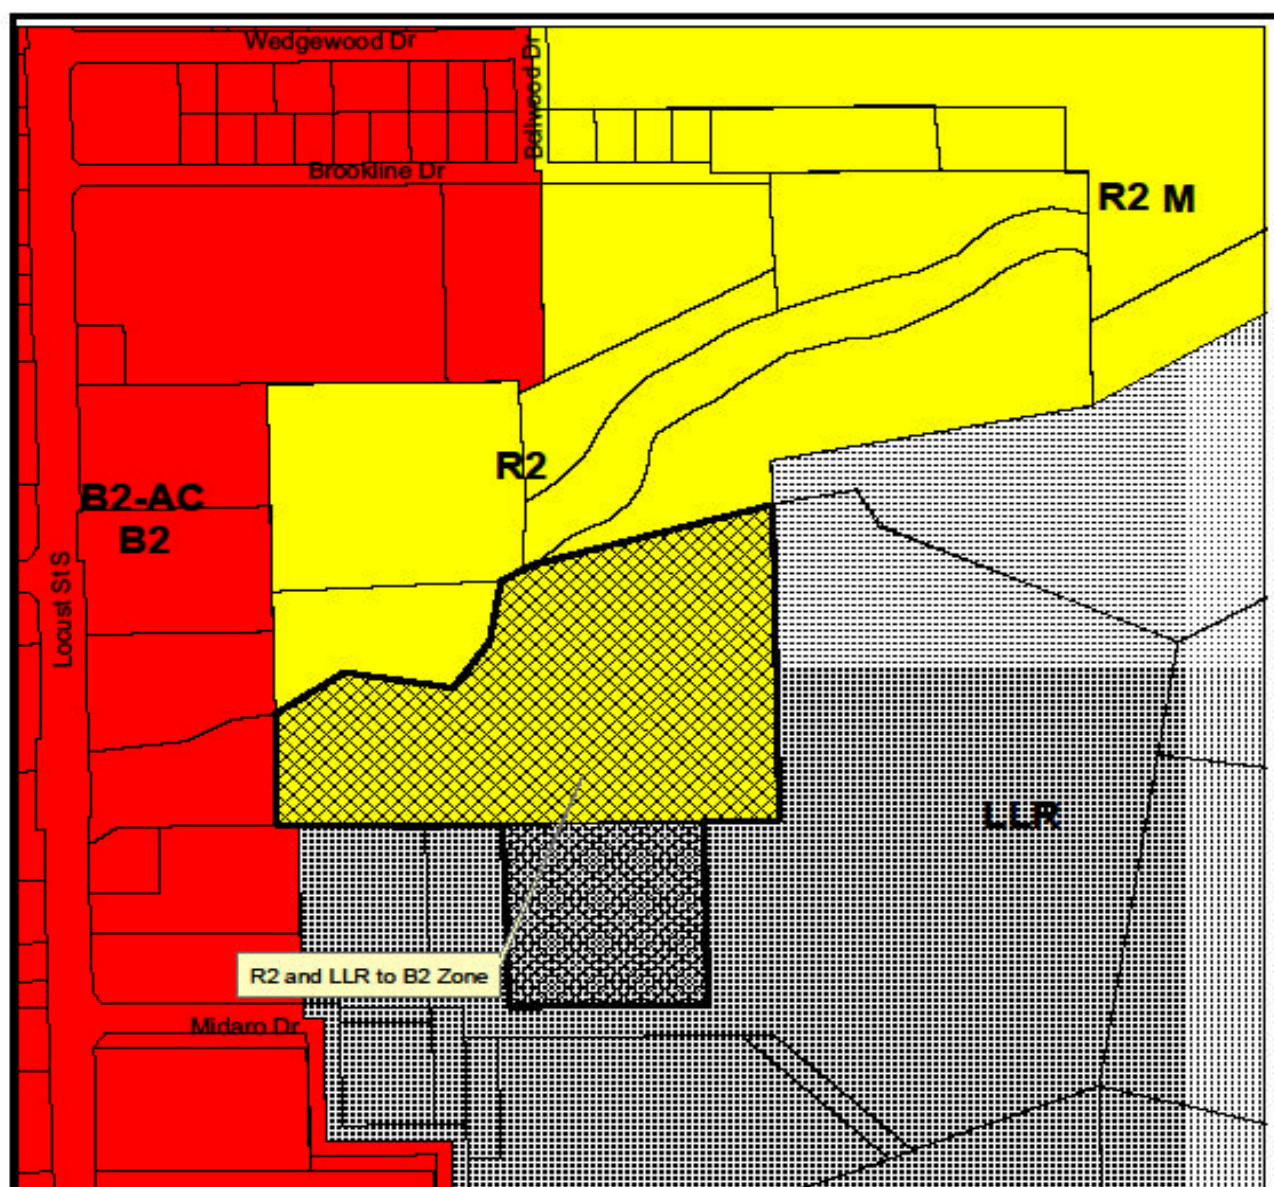 Wedgewood Dr
Bellwood Dr
Brookline Dr
R2 M
R2
B2-AC
B2
Locust St S
LLR
R2 and LLR to B2 Zone
Midaro Dr